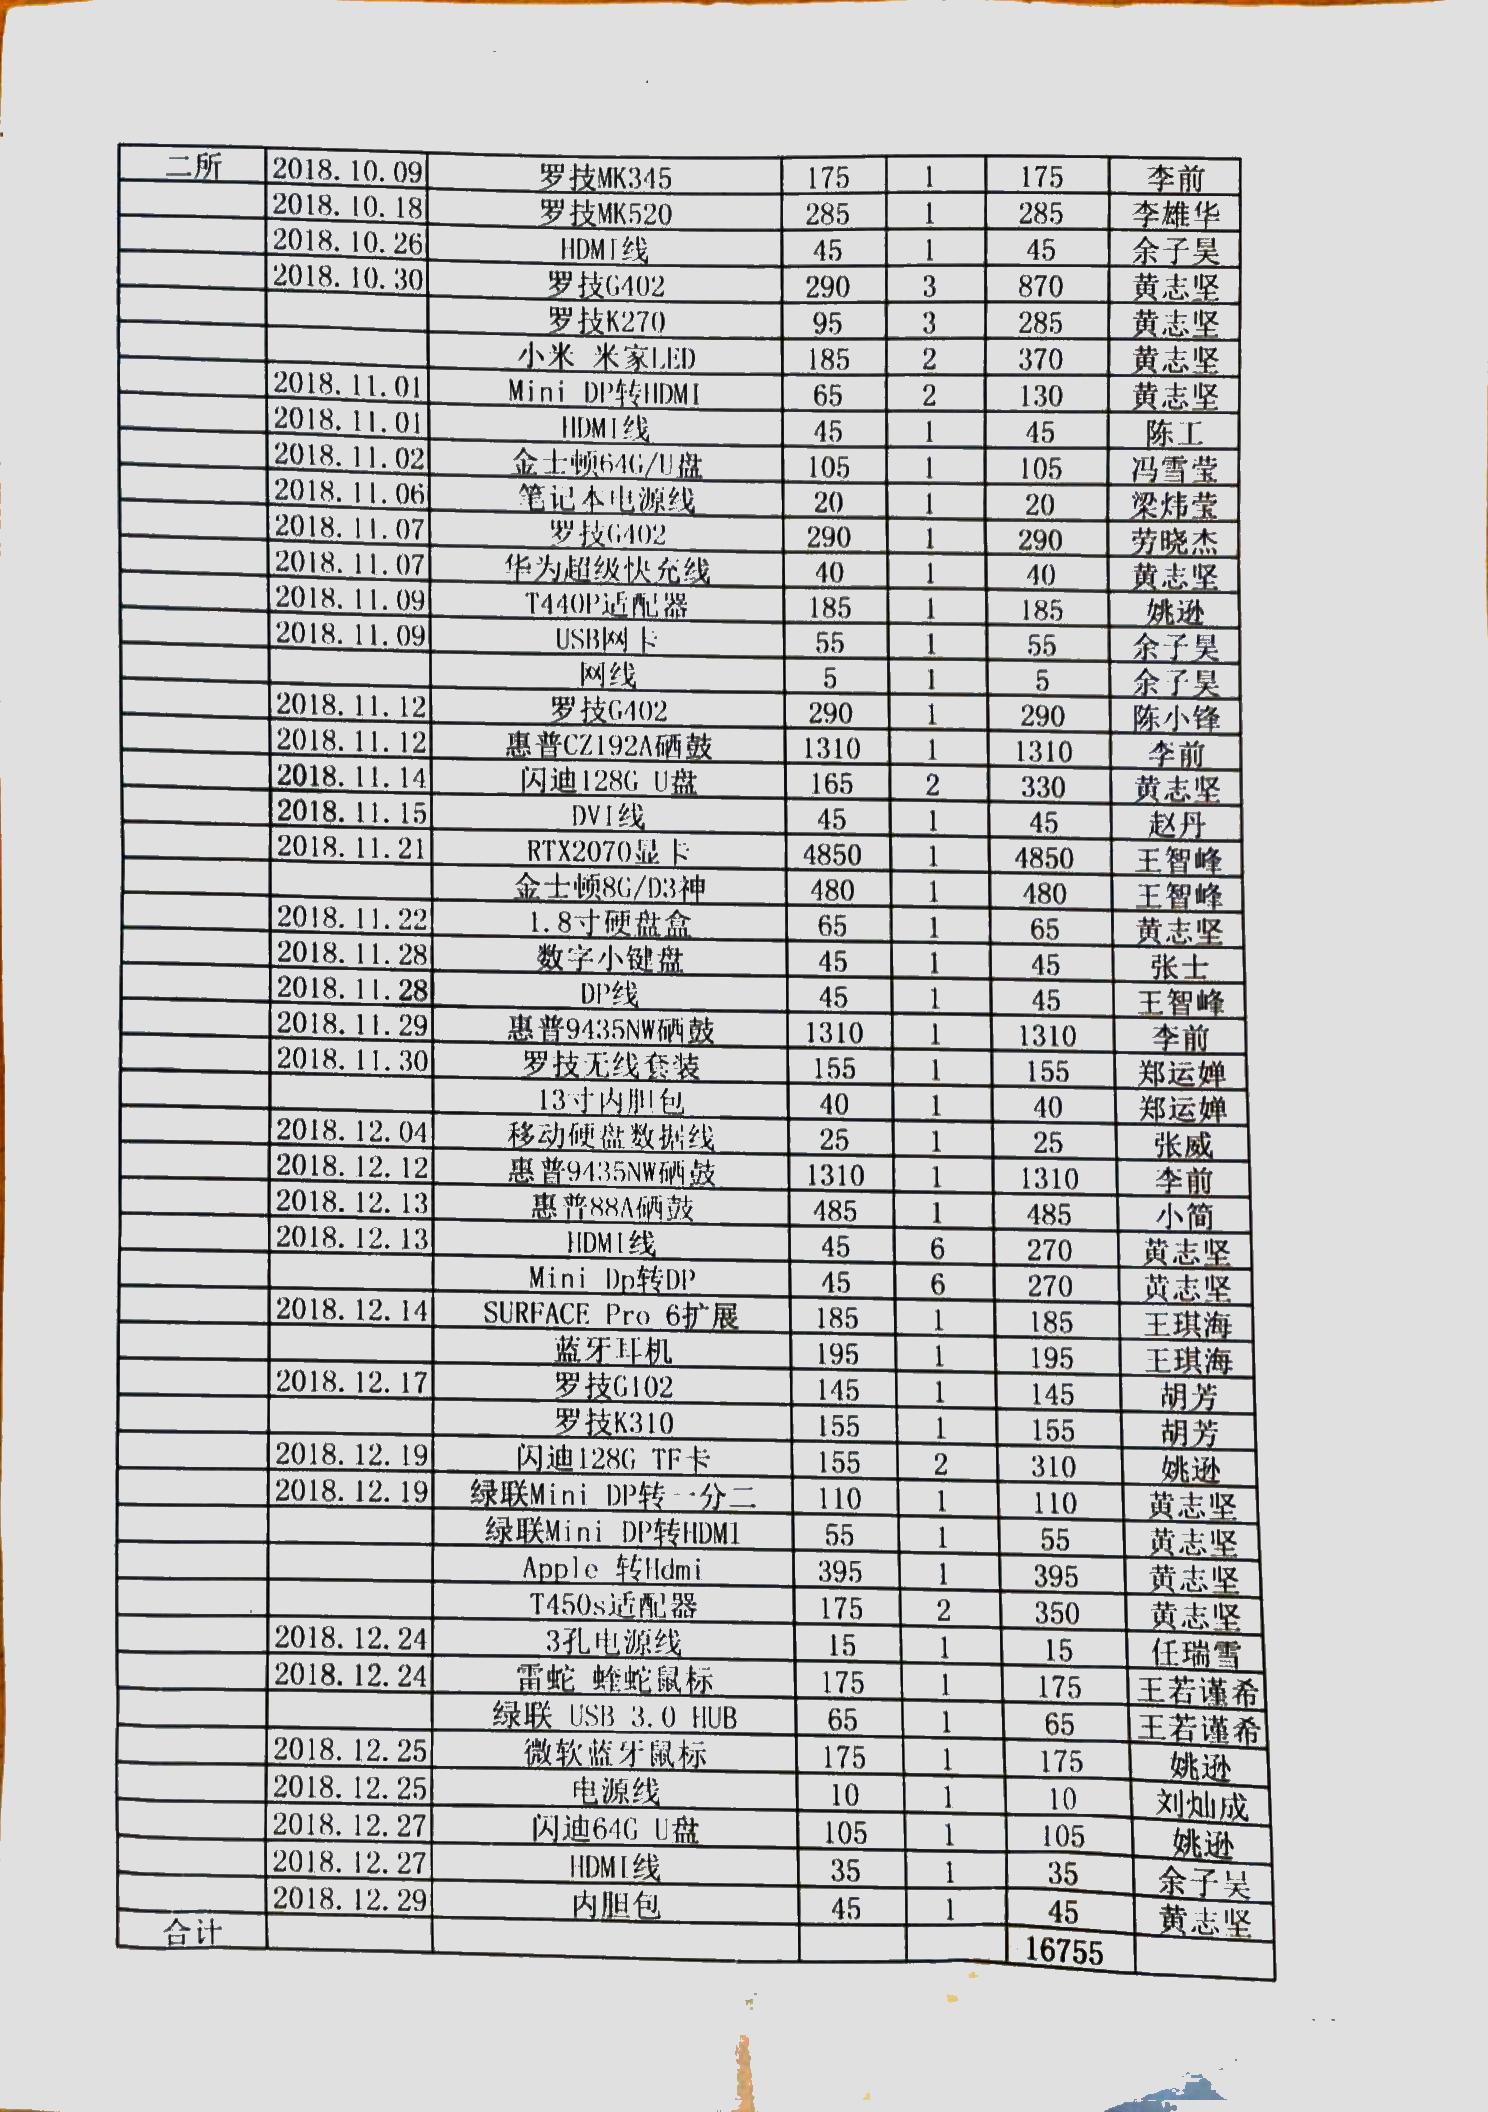 二所 2018.10.09 罗技MK345 175 1 175 李前
2018.10.18 罗技MK520 285 1 285 李雄华
2018.10.26 HDMI线 45 1 45 余子昊
2018.10.30 罗技G402 290 3 870 黄志坚
罗技K270 95 3 285 黄志坚
小米 米家LED 185 2 370 黄志坚
2018.11.01 Mini DP转HDMI 65 2 130 黄志坚
2018.11.01 HDMI线 45 1 45 陈工
2018.11.02 金士顿64G/U盘 105 1 105 冯雪莹
2018.11.06 笔记本电源线 20 1 20 梁炜莹
2018.11.07 罗技G402 290 1 290 劳晓杰
2018.11.07 华为超级快充线 40 1 40 黄志坚
2018.11.09 T440P适配器 185 1 185 姚逊
2018.11.09 USB网卡 55 1 55 余子昊
网线 5 1 5 余子昊
2018.11.12 罗技G402 290 1 290 陈小锋
2018.11.12 惠普CZ192A硒鼓 1310 1 1310 李前
2018.11.14 闪迪128G U盘 165 2 330 黄志坚
2018.11.15 DVI线 45 1 45 赵丹
2018.11.21 RTX2070显卡 4850 1 4850 王智峰
金士顿8G/D3神 480 1 480 王智峰
2018.11.22 1.8寸硬盘盒 65 1 65 黄志坚
2018.11.28 数字小键盘 45 1 45 张士
2018.11.28 DP线 45 1 45 王智峰
2018.11.29 惠普9435NW硒鼓 1310 1 1310 李前
2018.11.30 罗技无线套装 155 1 155 郑运婵
13寸内胆包 40 1 40 郑运婵
2018.12.04 移动硬盘数据线 25 1 25 张威
2018.12.12 惠普9435NW硒鼓 1310 1 1310 李前
2018.12.13 惠普88A硒鼓 485 1 485 小简
2018.12.13 HDMI线 45 6 270 黄志坚
Mini Dp转DP 45 6 270 黄志坚
2018.12.14 SURFACE Pro 6扩展 185 1 185 王琪海
蓝牙耳机 195 1 195 王琪海
2018.12.17 罗技G102 145 1 145 胡芳
罗技K310 155 1 155 胡芳
2018.12.19 闪迪128G TF卡 155 2 310 姚逊
2018.12.19 绿联Mini DP转一分二 110 1 110 黄志坚
绿联Mini DP转HDMI 55 1 55 黄志坚
Apple 转Hdmi 395 1 395 黄志坚
T450s适配器 175 2 350 黄志坚
2018.12.24 3孔电源线 15 1 15 任瑞雪
2018.12.24 雷蛇 蝰蛇鼠标 175 1 175 王若谨希
绿联 USB 3.0 HUB 65 1 65 王若谨希
2018.12.25 微软蓝牙鼠标 175 1 175 姚逊
2018.12.25 电源线 10 1 10 刘灿成
2018.12.27 闪迪64G U盘 105 1 105 姚逊
2018.12.27 HDMI线 35 1 35 余子昊
2018.12.29 内胆包 45 1 45 黄志坚
合计 16755